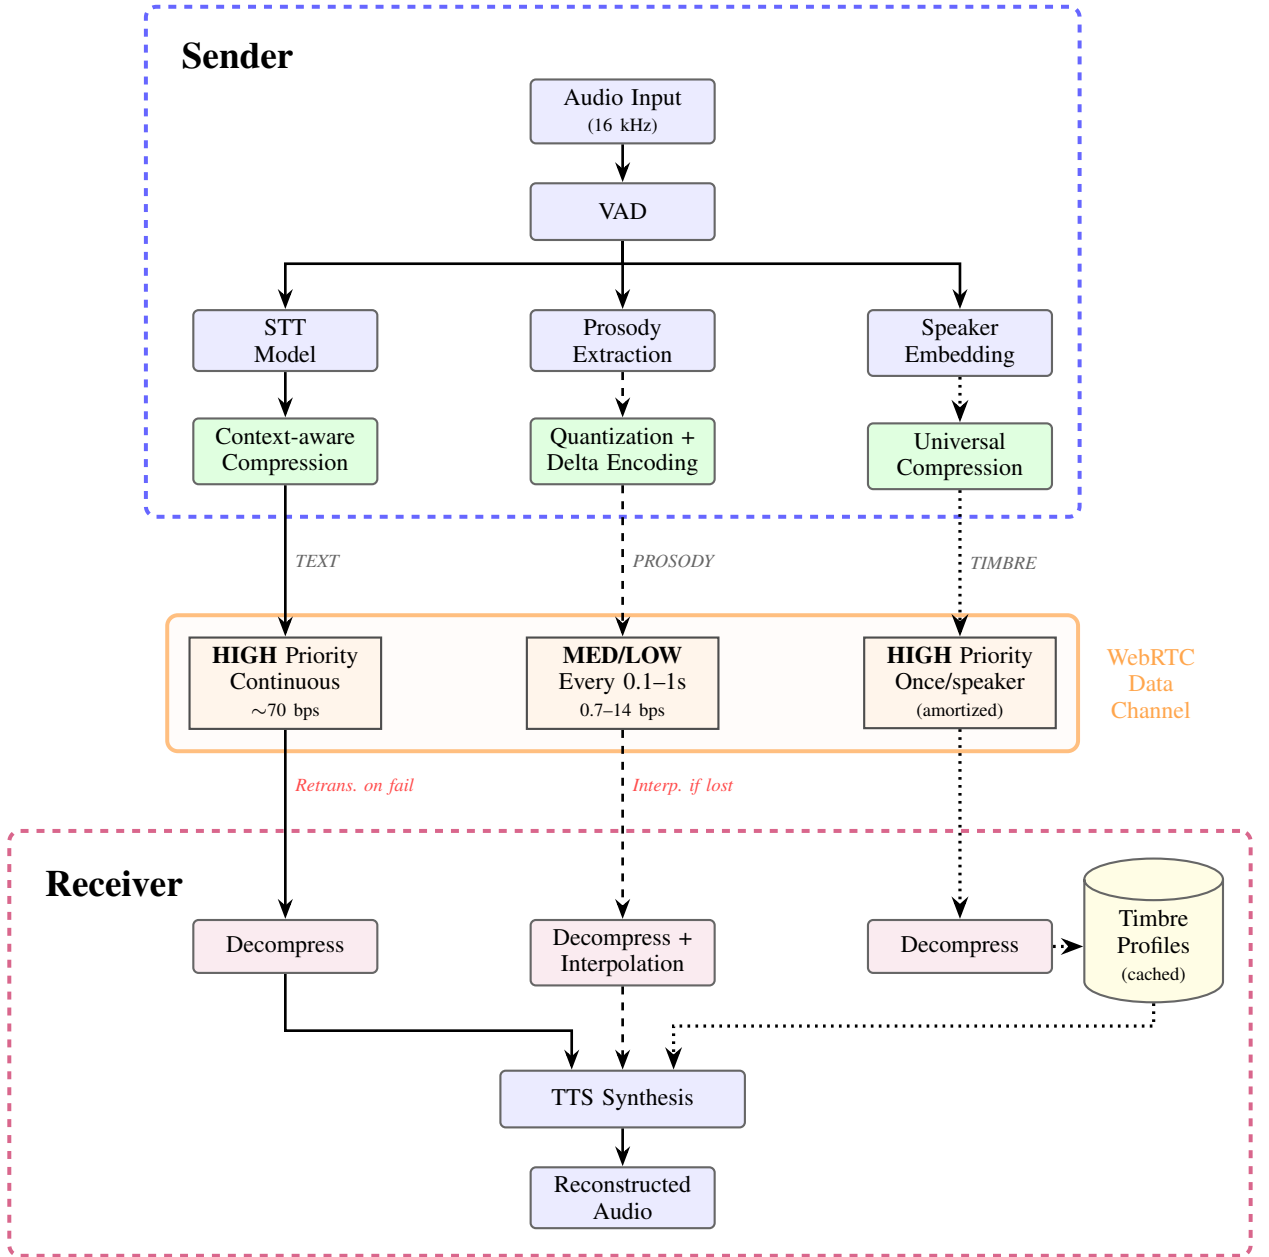 Sender
Audio Input
(16 kHz)
VAD
STT
Model
Prosody
Extraction
Speaker
Embedding
Context-aware
Compression
Quantization +
Delta Encoding
Universal
Compression
TEXT
PROSODY
TIMBRE
HIGH Priority
Continuous
∼70 bps
MED/LOW
Every 0.1–1s
0.7–14 bps
HIGH Priority
Once/speaker
(amortized)
WebRTC
Data
Channel
Retrans. on fail
Interp. if lost
Receiver
Decompress
Decompress +
Interpolation
Decompress
Timbre
Profiles
(cached)
TTS Synthesis
Reconstructed
Audio